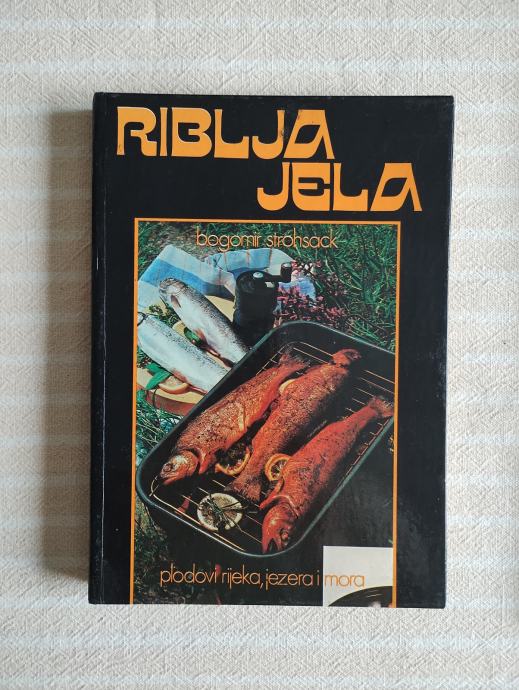 RIBLJA
JELA
bogomir strohsack
plodovi rijeka, jezera i mora